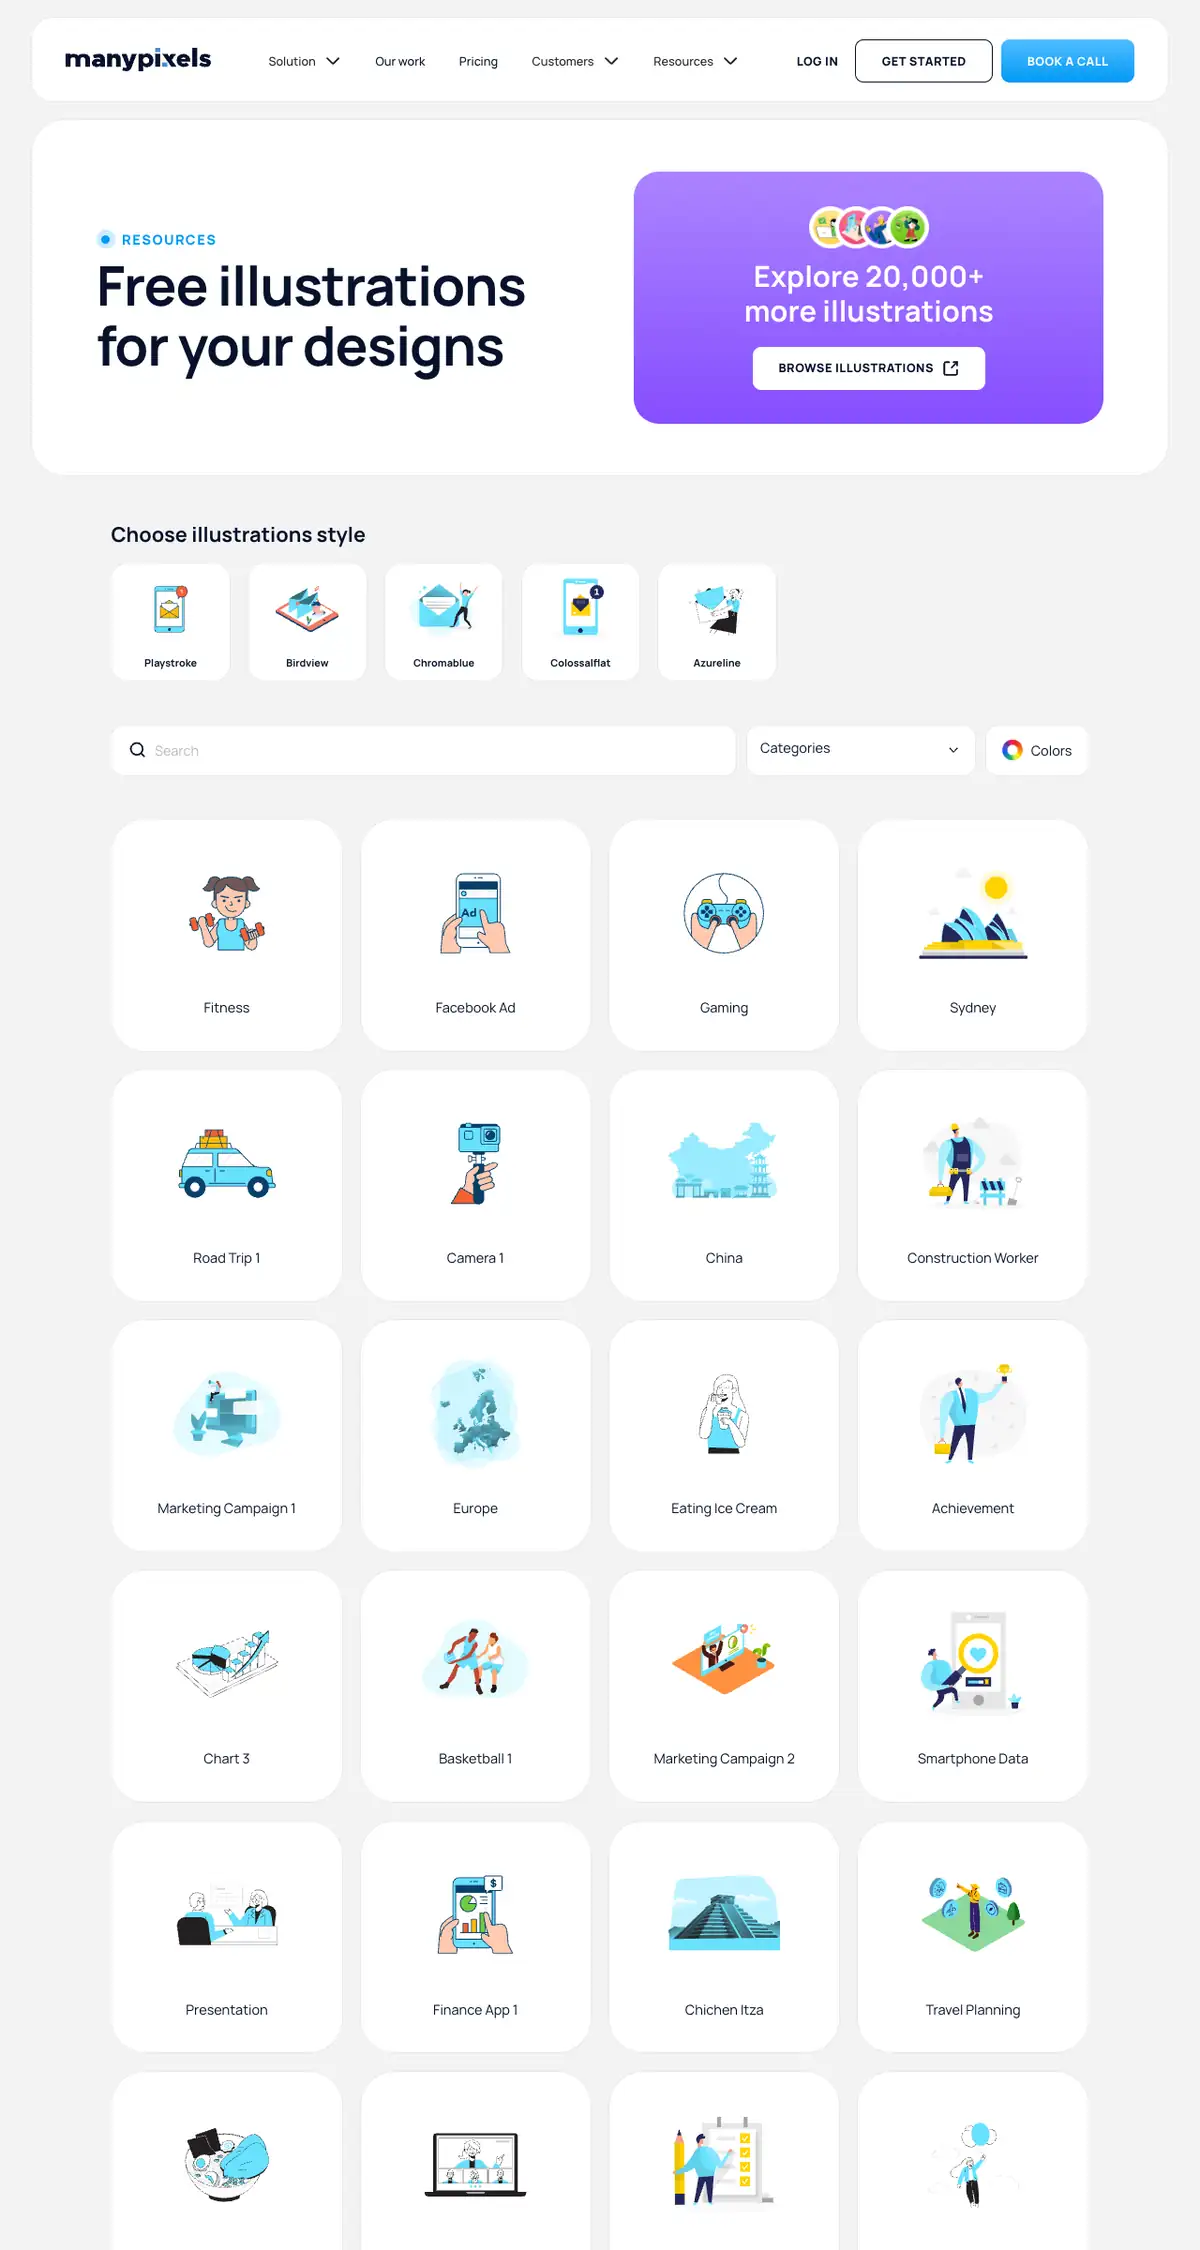 manypixels
Solution
Our work
Pricing
Customers
Resources
LOG IN
GET STARTED
BOOK A CALL
RESOURCES
Free illustrations
for your designs
Explore 20,000+
more illustrations
BROWSE ILLUSTRATIONS
Choose illustrations style
1
Playstroke
Birdview
Chromablue
1
Colossalflat
Azureline
Search
Categories
Colors
Fitness
Ad
Facebook Ad
Gaming
Sydney
Road Trip 1
Camera 1
China
Construction Worker
Marketing Campaign 1
Europe
Eating Ice Cream
Achievement
Chart 3
Basketball 1
Marketing Campaign 2
Smartphone Data
Presentation
$
Finance App 1
Chichen Itza
Travel Planning